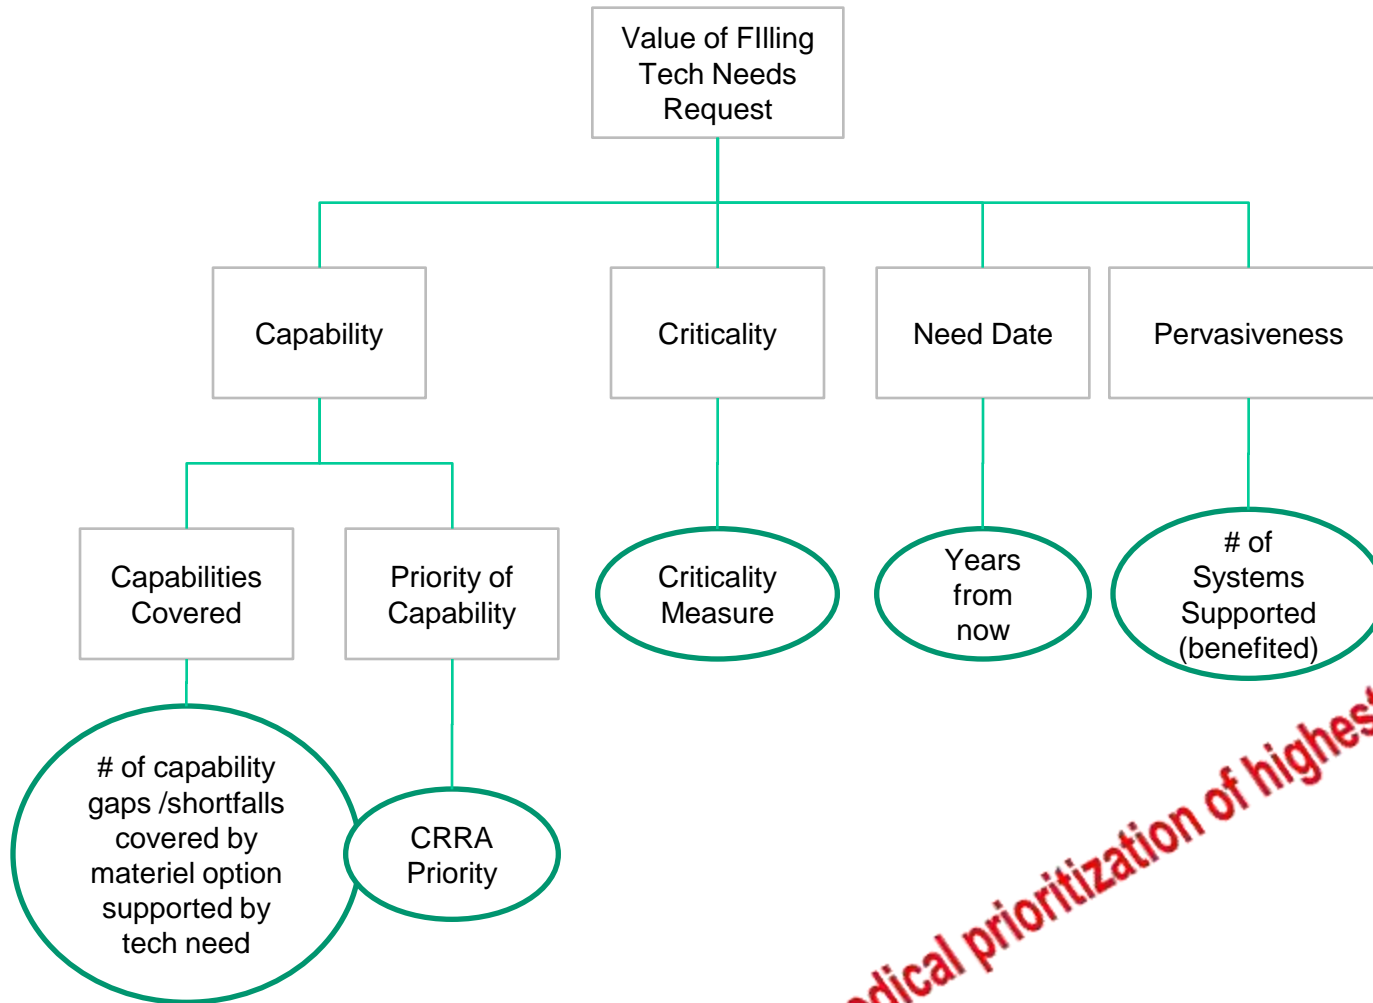 Value of FIlling
Tech Needs
Request
Capability
Criticality
Need Date
Pervasiveness
Capabilities
Covered
Priority of
Capability
Criticality
Measure
Years
from
now
# of
Systems
Supported
(benefited)
# of capability
gaps /shortfalls
covered by
materiel option
supported by
tech need
CRRA
Priority
prioritization of highest